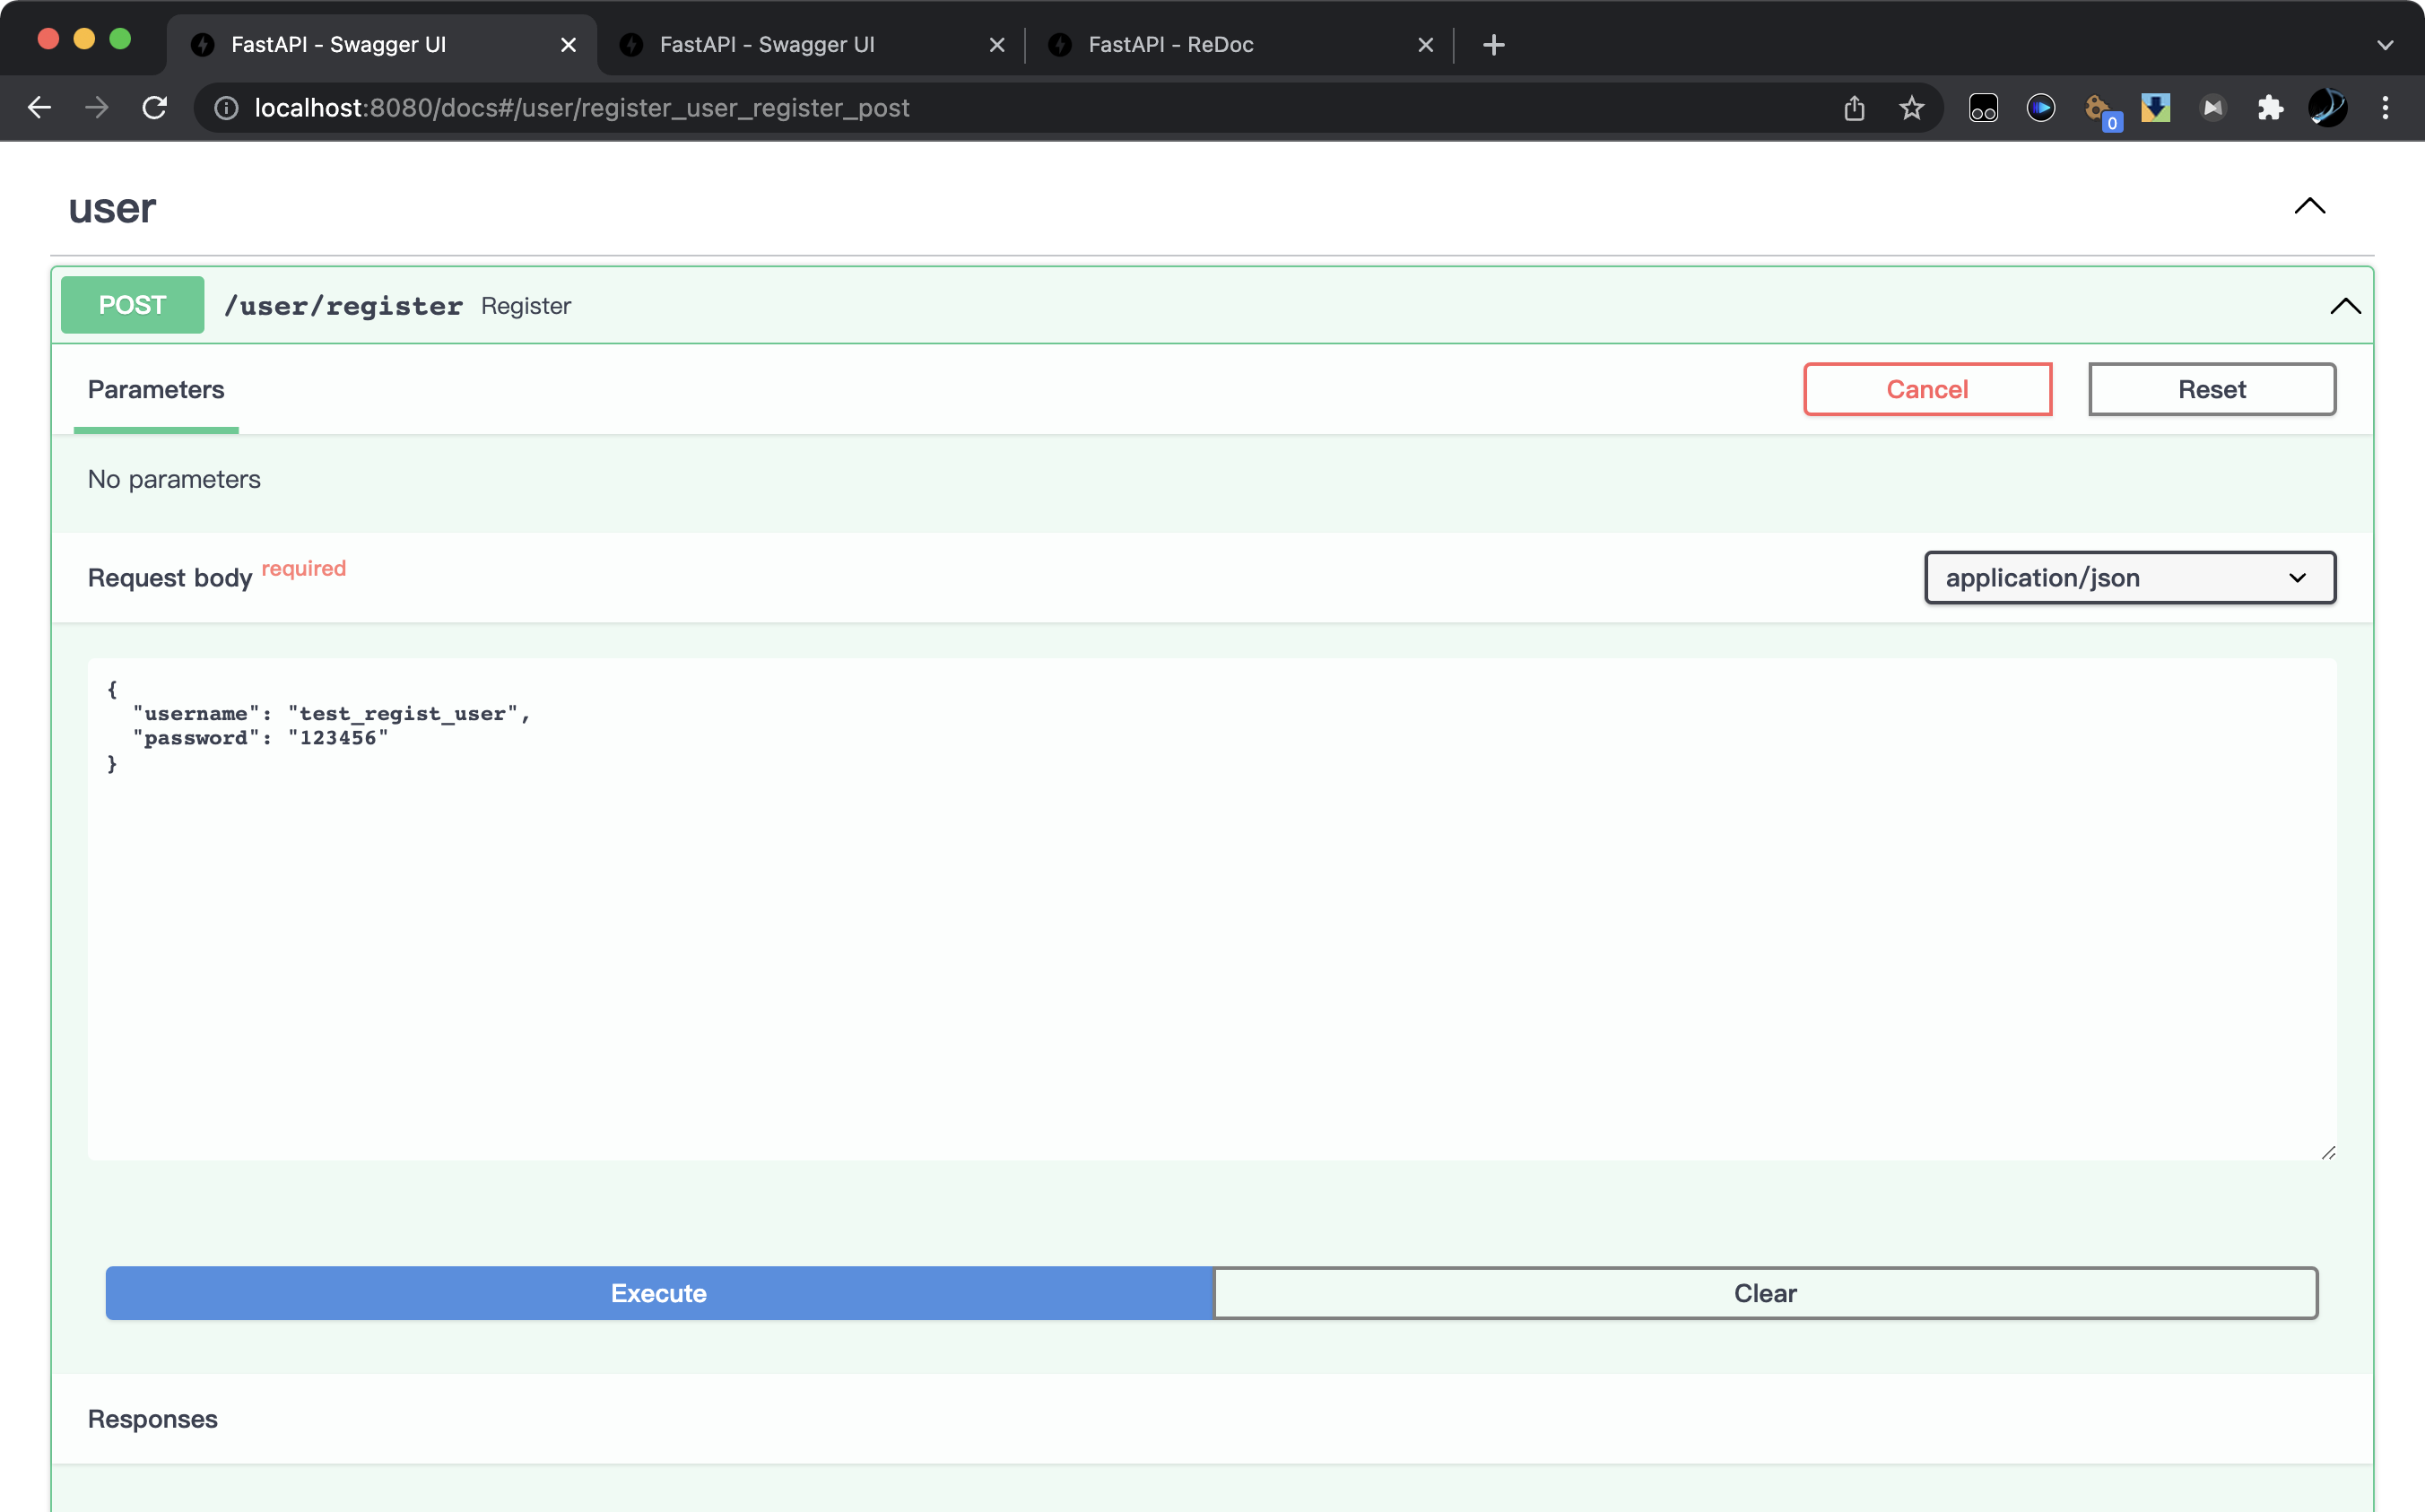 FastAPI - Swagger UI
FastAPI - Swagger UI
FastAPI - ReDoc
localhost:8080/docs#/user/register_user_register_post
0
user
POST /user/register Register
Parameters
Cancel
Reset
No parameters
Request body required
application/json
{
"username": "test_regist_user",
"password": "123456"
}
Execute
Clear
Responses